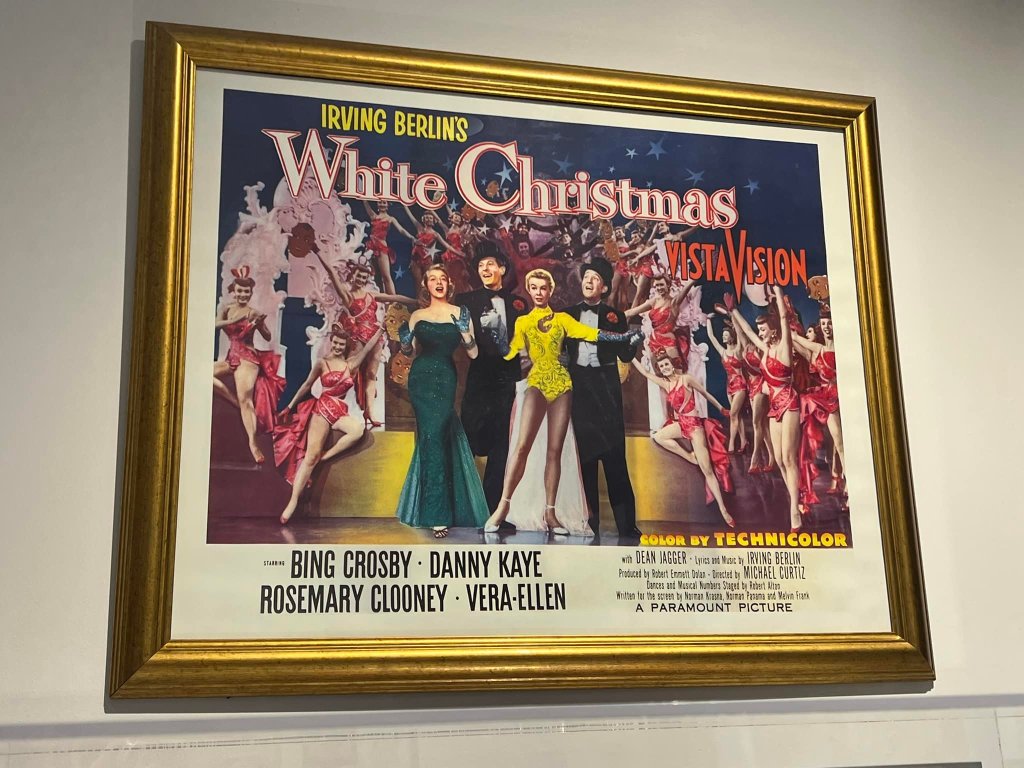 IRVING BERLIN'S
White Christmas
VISTAVISION
COLOR BY TECHNICOLOR
STARRING BING CROSBY · DANNY KAYE
ROSEMARY CLOONEY · VERA-ELLEN
with DEAN JAGGER · Lyrics and Music by IRVING BERLIN
Produced by Robert Emmett Dolan · Directed by MICHAEL CURTIZ
Dances and Musical Numbers Staged by Robert Alton
Written for the screen by Norman Krasna, Norman Panama and Melvin Frank
A PARAMOUNT PICTURE